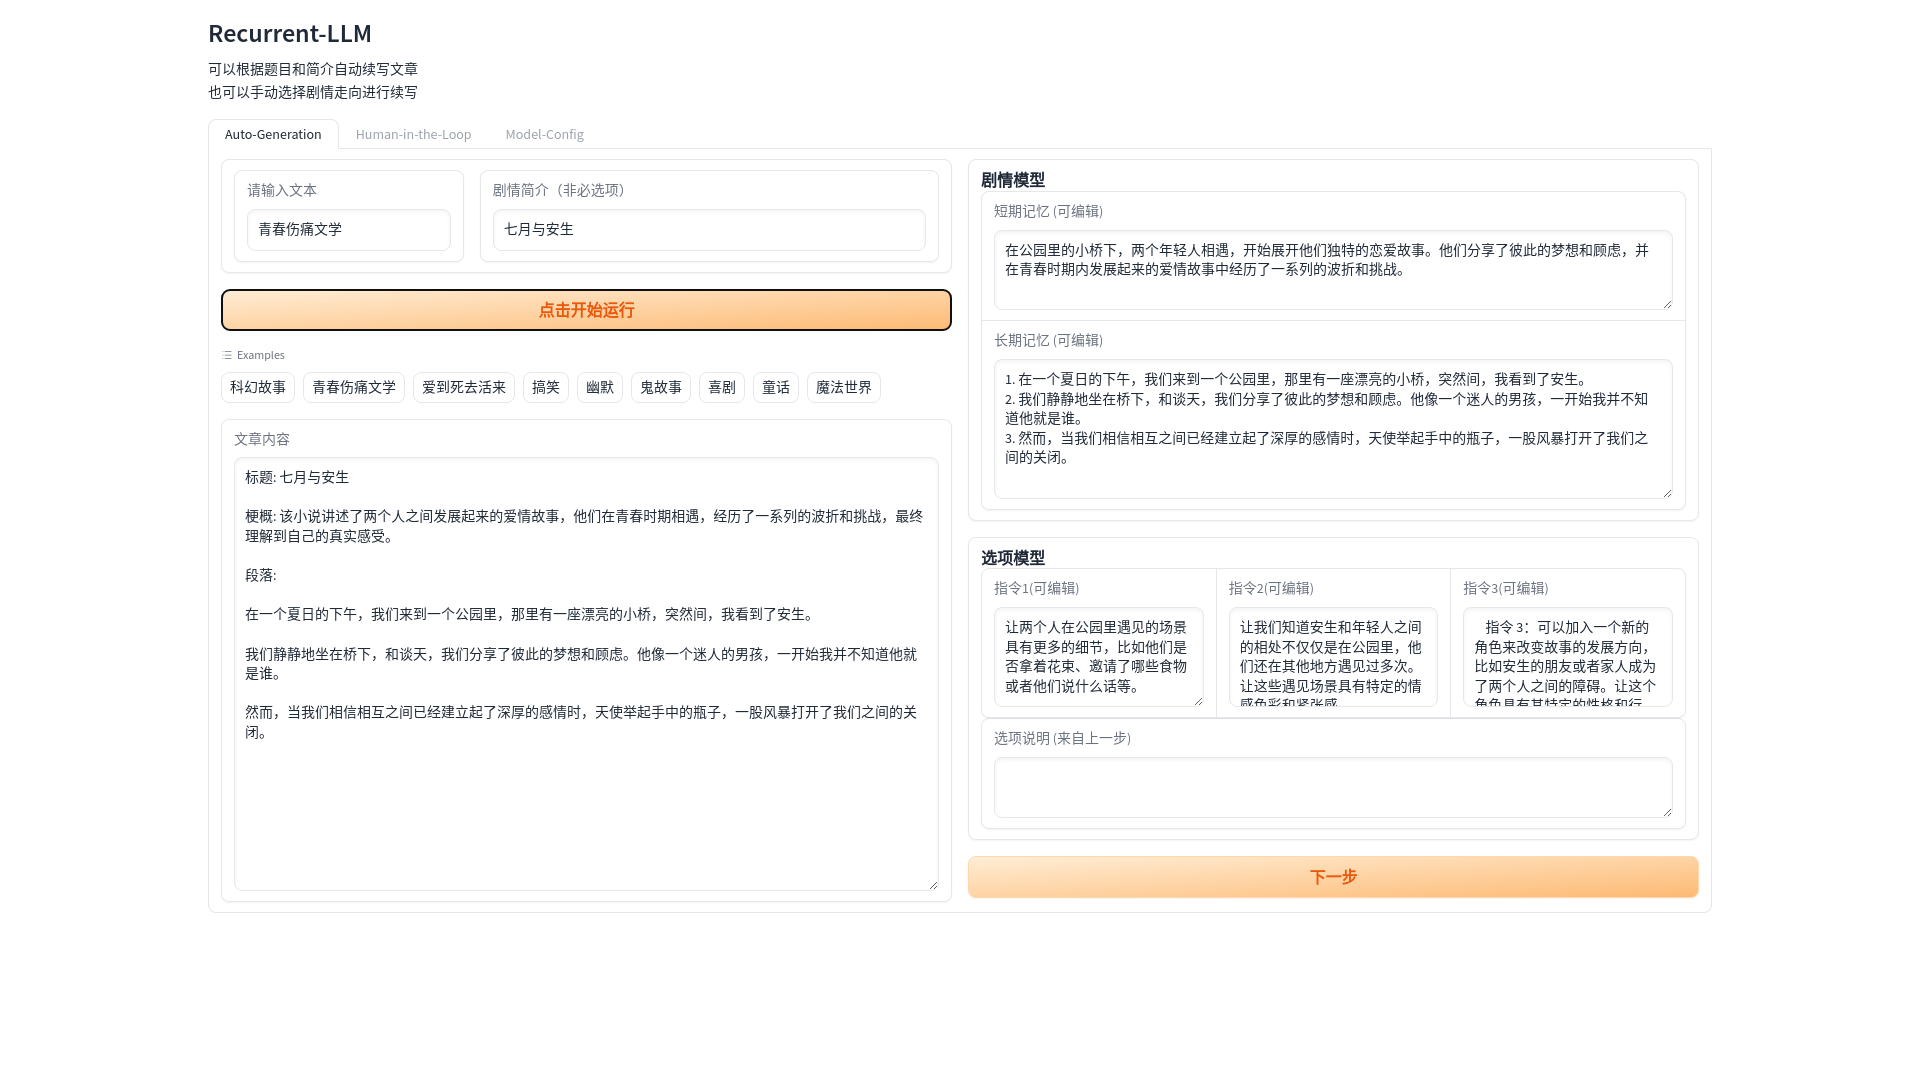 Recurrent-LLM
可以根据题目和简介自动续写文章
也可以手动选择剧情走向进行续写
Auto-Generation
Human-in-the-Loop
Model-Config
请输入文本
青春伤痛文学
剧情简介（非必选项）
七月与安生
点击开始运行
Examples
科幻故事
青春伤痛文学
爱到死去活来
搞笑
幽默
鬼故事
喜剧
童话
魔法世界
文章内容
标题: 七月与安生
梗概: 该小说讲述了两个人之间发展起来的爱情故事，他们在青春时期相遇，经历了一系列的波折和挑战，最终
理解到自己的真实感受。
段落:
在一个夏日的下午，我们来到一个公园里，那里有一座漂亮的小桥，突然间，我看到了安生。
我们静静地坐在桥下，和谈天，我们分享了彼此的梦想和顾虑。他像一个迷人的男孩，一开始我并不知道他就
是谁。
然而，当我们相信相互之间已经建立起了深厚的感情时，天使举起手中的瓶子，一股风暴打开了我们之间的关
闭。
剧情模型
短期记忆 (可编辑)
在公园里的小桥下，两个年轻人相遇，开始展开他们独特的恋爱故事。他们分享了彼此的梦想和顾虑，并
在青春时期内发展起来的爱情故事中经历了一系列的波折和挑战。
长期记忆 (可编辑)
1. 在一个夏日的下午，我们来到一个公园里，那里有一座漂亮的小桥，突然间，我看到了安生。
2. 我们静静地坐在桥下，和谈天，我们分享了彼此的梦想和顾虑。他像一个迷人的男孩，一开始我并不知
道他就是谁。
3. 然而，当我们相信相互之间已经建立起了深厚的感情时，天使举起手中的瓶子，一股风暴打开了我们之
间的关闭。
选项模型
指令1(可编辑)
让两个人在公园里遇见的场景
具有更多的细节，比如他们是
否拿着花束、邀请了哪些食物
或者他们说什么话等。
指令2(可编辑)
让我们知道安生和年轻人之间
的相处不仅仅是在公园里，他
们还在其他地方遇见过多次。
让这些遇见场景具有特定的情
感色彩和紧张感
指令3(可编辑)
指令 3：可以加入一个新的
角色来改变故事的发展方向，
比如安生的朋友或者家人成为
了两个人之间的障碍。让这个
角色具有其特定的性格和行
选项说明 (来自上一步)
下一步